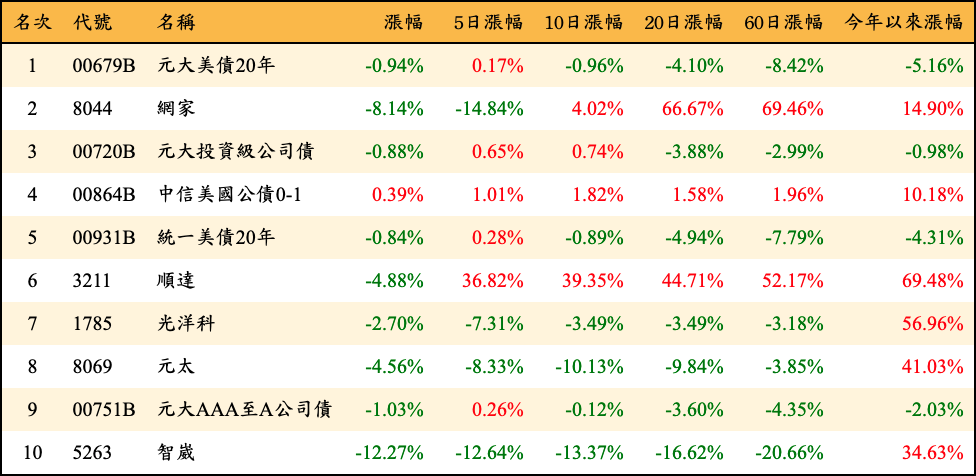 名次 代號 名稱 漲幅 5日漲幅 10日漲幅 20日漲幅 60日漲幅 今年以來漲幅
1 00679B 元大美債20年 -0.94% 0.17% -0.96% -4.10% -8.42% -5.16%
2 8044 網家 -8.14% -14.84% 4.02% 66.67% 69.46% 14.90%
3 00720B 元大投資級公司債 -0.88% 0.65% 0.74% -3.88% -2.99% -0.98%
4 00864B 中信美國公債0-1 0.39% 1.01% 1.82% 1.58% 1.96% 10.18%
5 00931B 統一美債20年 -0.84% 0.28% -0.89% -4.94% -7.79% -4.31%
6 3211 順達 -4.88% 36.82% 39.35% 44.71% 52.17% 69.48%
7 1785 光洋科 -2.70% -7.31% -3.49% -3.49% -3.18% 56.96%
8 8069 元太 -4.56% -8.33% -10.13% -9.84% -3.85% 41.03%
9 00751B 元大AAA至A公司債 -1.03% 0.26% -0.12% -3.60% -4.35% -2.03%
10 5263 智崴 -12.27% -12.64% -13.37% -16.62% -20.66% 34.63%